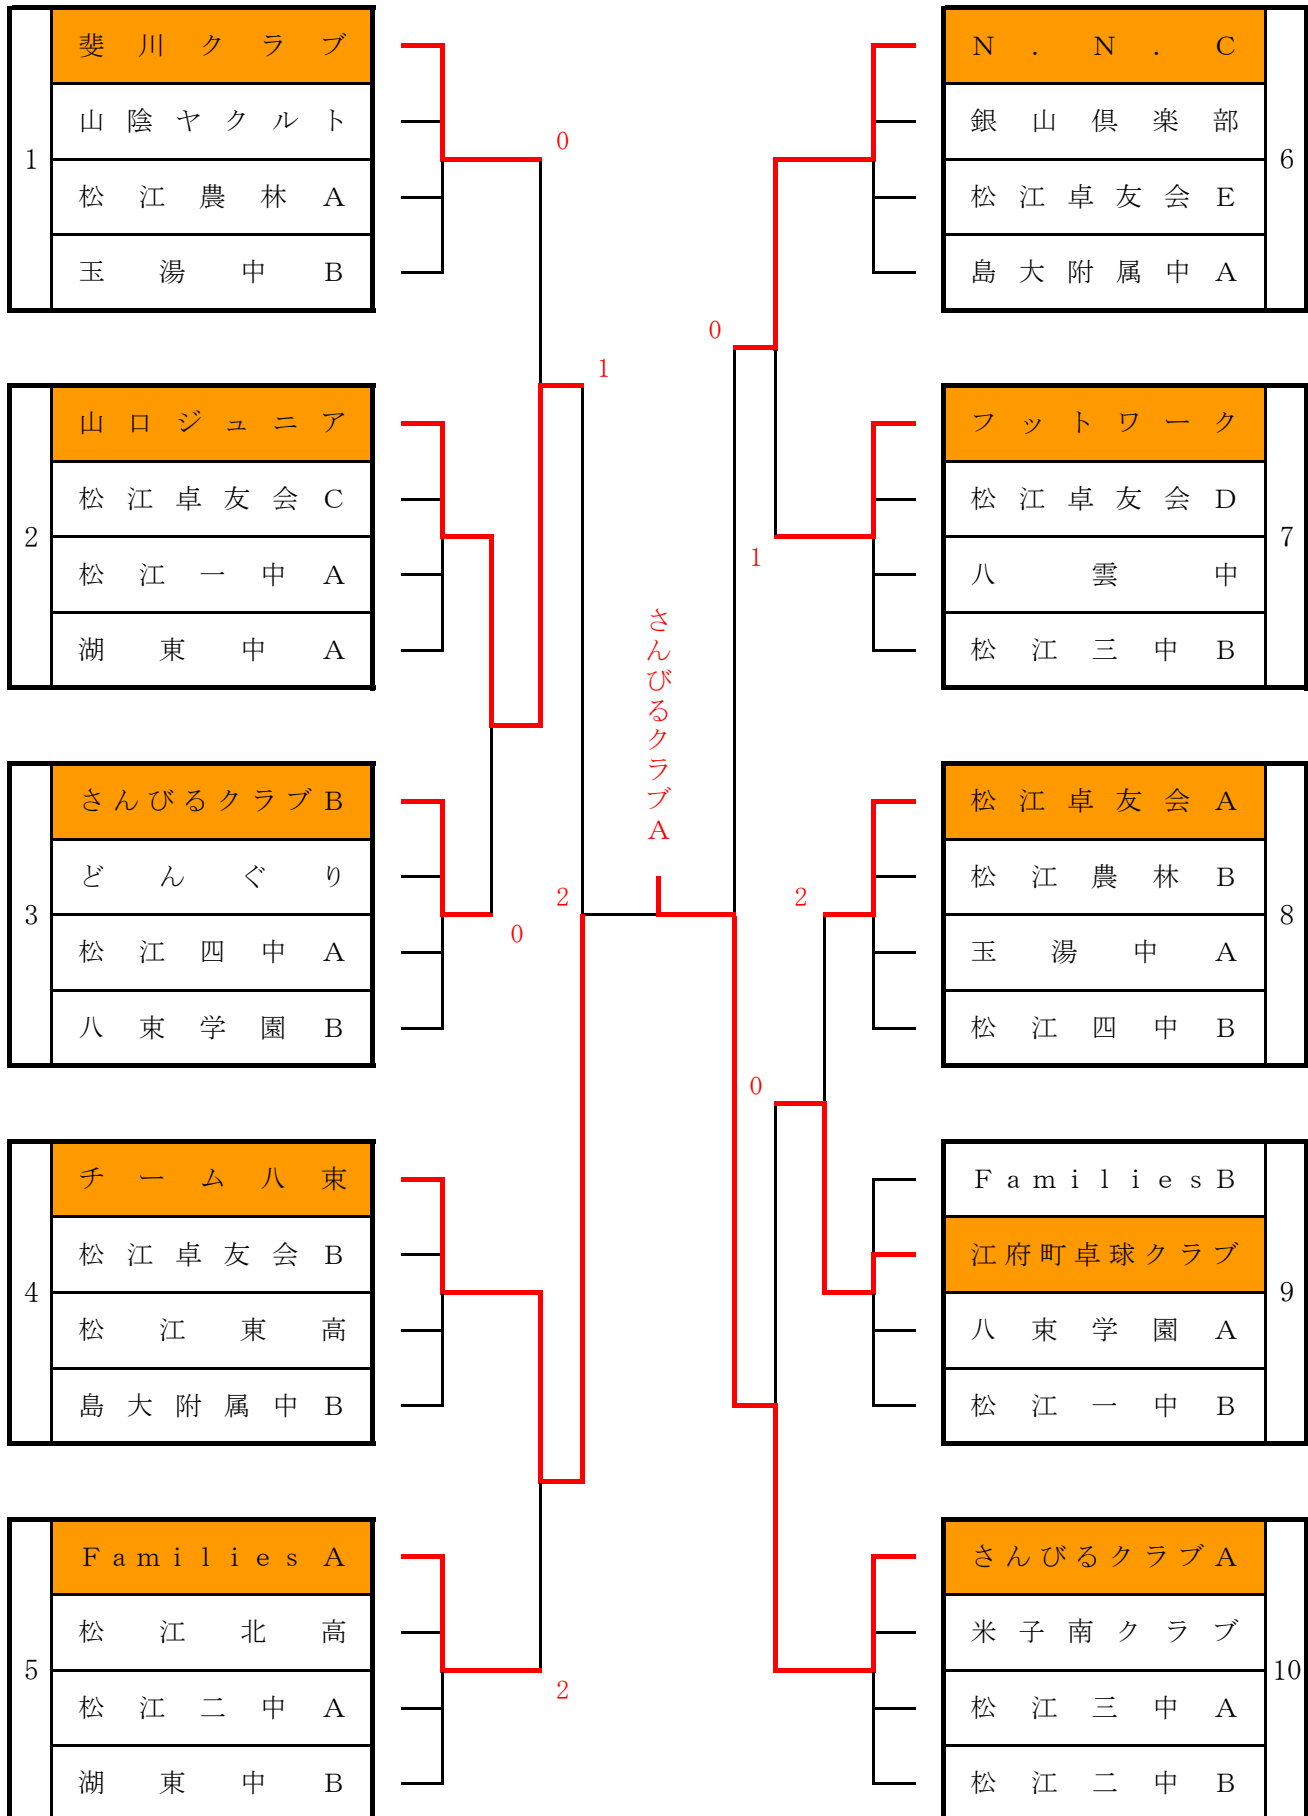 1
斐川クラブ
山陰ヤクルト
松江農林A
玉湯中B
2
山口ジュニア
松江卓友会C
松江一中A
湖東中A
3
さんびるクラブB
どんぐり
松江四中A
八束学園B
4
チーム八束
松江卓友会B
松江東高
島大附属中B
5
FamiliesA
松江北高
松江二中A
湖東中B
0
1
0
2
2
さんびるクラブA
0
1
2
0
6
N.N.C
銀山倶楽部
松江卓友会E
島大附属中A
7
フットワーク
松江卓友会D
八雲中
松江三中B
8
松江卓友会A
松江農林B
玉湯中A
松江四中B
9
FamiliesB
江府町卓球クラブ
八束学園A
松江一中B
10
さんびるクラブA
米子南クラブ
松江三中A
松江二中B